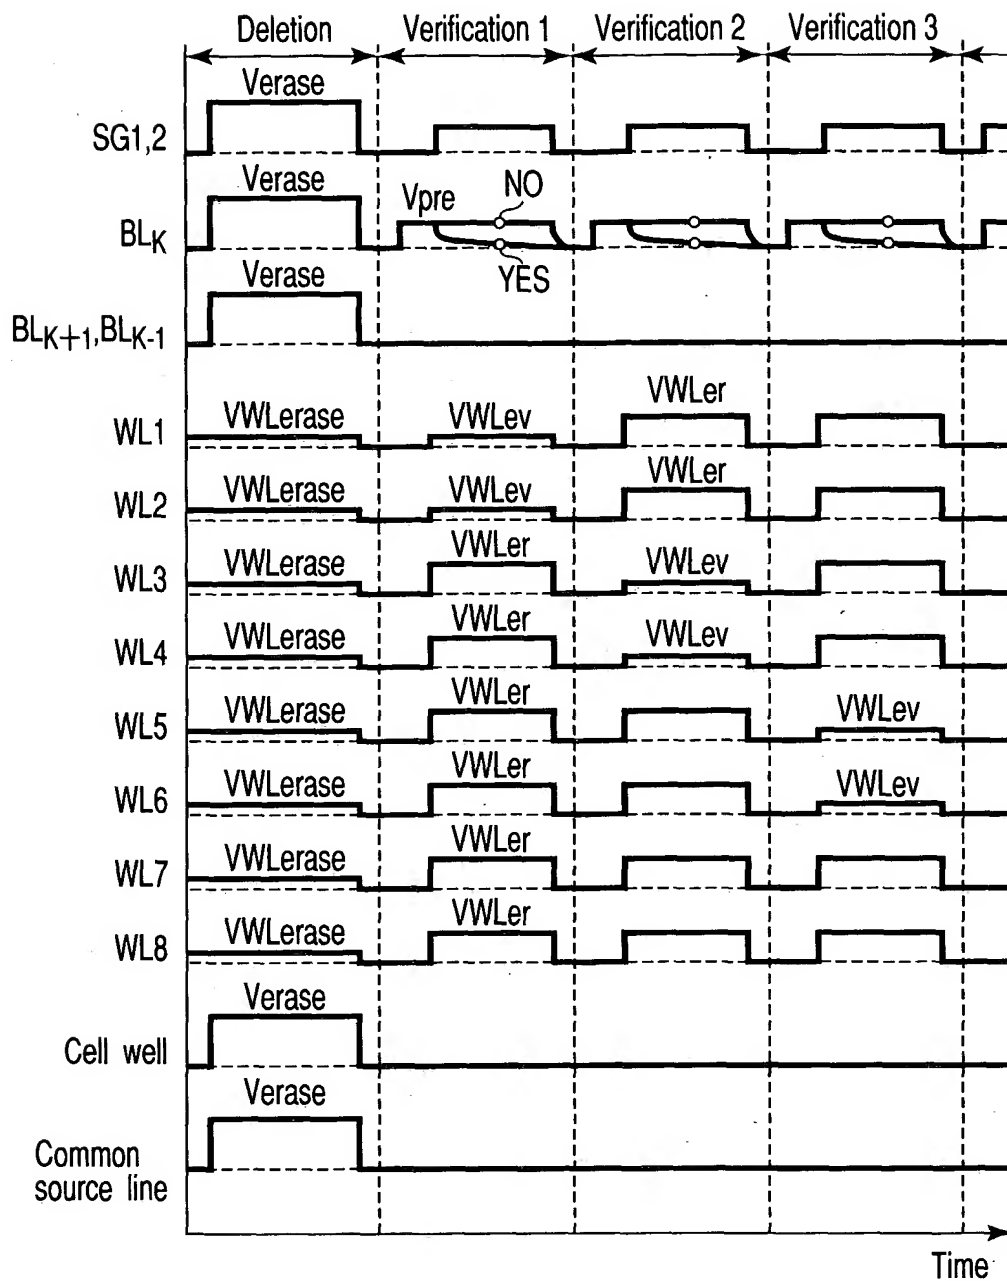 Deletion Verification 1 Verification 2 Verification 3
Verase
SG1,2
Verase
Vpre
NO
BLK
YES
Verase
BLK+1,BLK-1
WL1 VWLerase VWLev VWLer
WL2 VWLerase VWLev VWLer
WL3 VWLerase VWLer VWLev
WL4 VWLerase VWLer VWLev
WL5 VWLerase VWLer VWLev
WL6 VWLerase VWLer VWLev
WL7 VWLerase VWLer
WL8 VWLerase VWLer
Verase
Cell well
Verase
Common
source line
Time